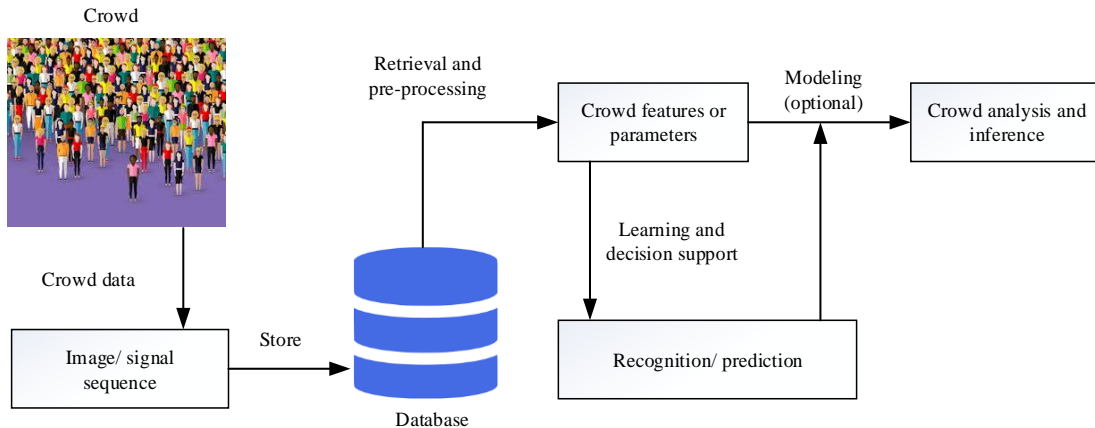 Crowd
Crowd data
Image/ signal
sequence
Store
Database
Retrieval and
pre-processing
Crowd features or
parameters
Learning and
decision support
Recognition/ prediction
Modeling
(optional)
Crowd analysis and
inference